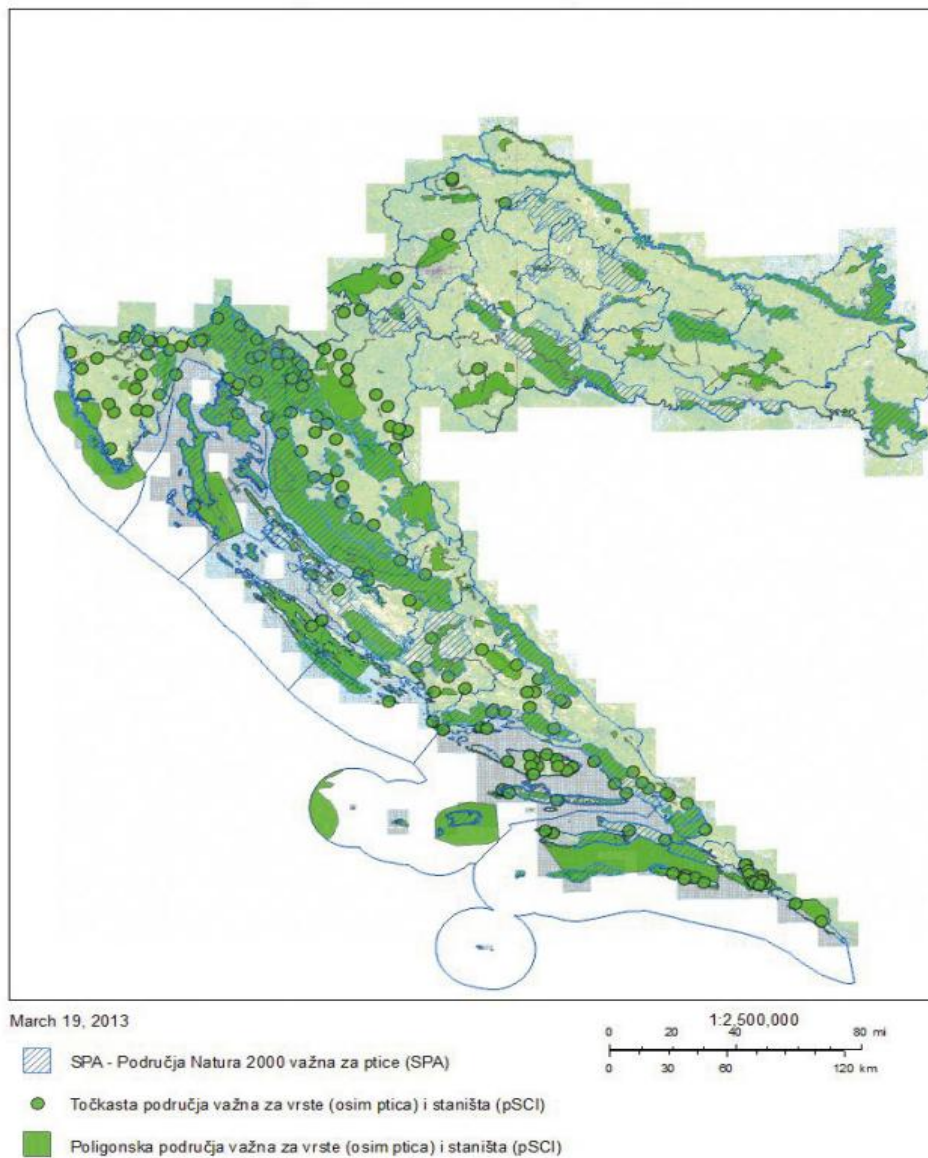 March 19, 2013
1:2,500,000
0 20 40 80 mi
0 30 60 120 km
SPA - Područja Natura 2000 važna za ptice (SPA)
Točkasta područja važna za vrste (osim ptica) i staništa (pSCI)
Poligonska područja važna za vrste (osim ptica) i staništa (pSCI)